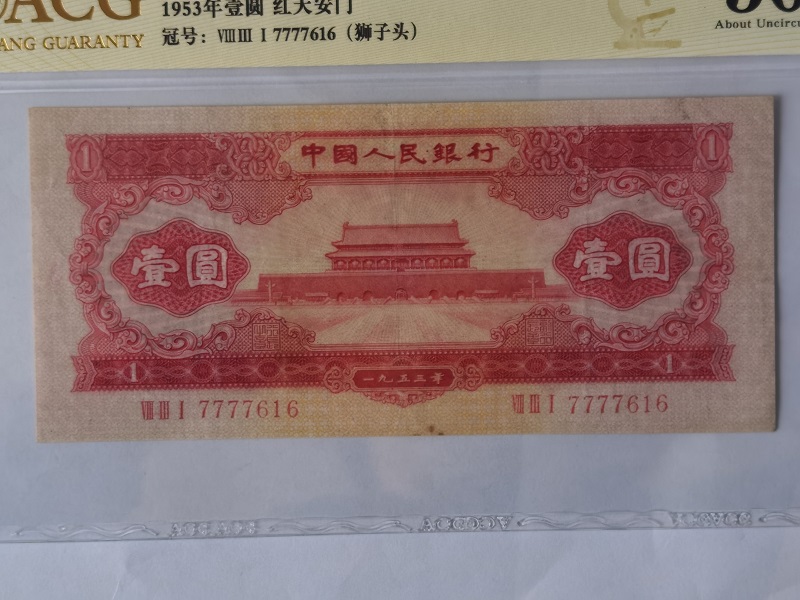 ACG
ANG GUARANTY
1953年壹圆 红天安门
冠号: VIII III I 7777616 (狮子头)
About Uncircu
中國人民銀行
1
1
壹圓
壹圓
1
一九五三年
1
VIII III I 7777616
VIII III I 7777616